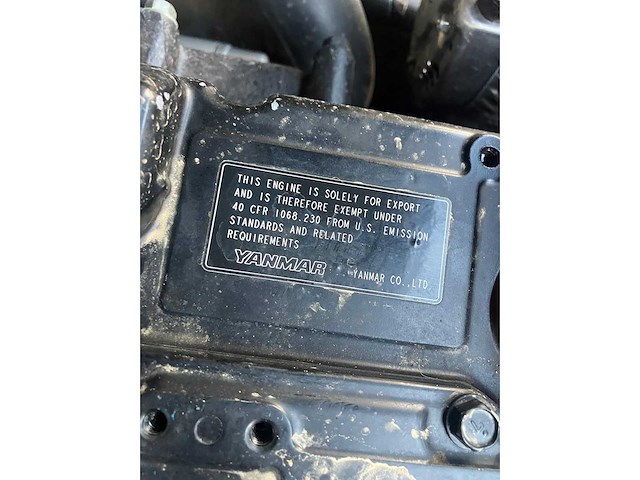 THIS ENGINE IS SOLELY FOR EXPORT
AND IS THEREFORE EXEMPT UNDER
40 CFR 1068.230 FROM U.S. EMISSION
STANDARDS AND RELATED
REQUIREMENTS
YANMAR YANMAR CO.,LTD.